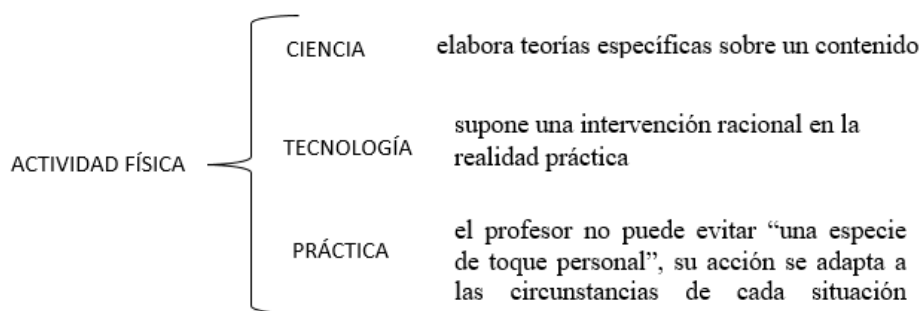 CIENCIA elabora teorías específicas sobre un contenido
ACTIVIDAD FÍSICA
TECNOLOGÍA
supone una intervención racional en la
realidad práctica
PRÁCTICA
el profesor no puede evitar “una especie
de toque personal”, su acción se adapta a
las circunstancias de cada situación